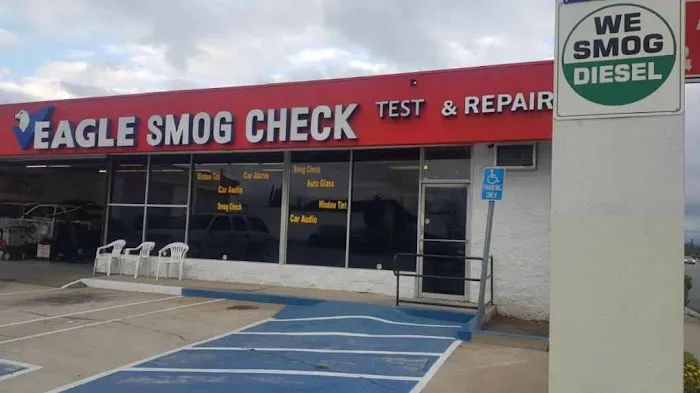 EAGLE SMOG CHECK TEST & REPAIR
WE
SMOG
DIESEL
Window Tint
Car Alarm
Car Audio
Smog Check
Smog Check
Auto Glass
Window Tint
Car Audio
PARKING
ONLY